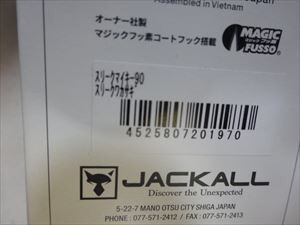 Assembled in Vietnam
オーナー社製
マジックフッ素コートフック搭載
MAGIC
FUSSO®
スリークマイキー90
スリークワカサギ
4525807201970
JACKALL
Discover the Unexpected
5-22-7 MANO OTSU CITY SHIGA JAPAN
PHONE : 077-571-2412 / FAX : 077-571-2413